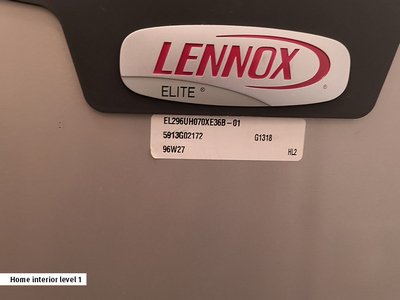 LENNOX
ELITE ®
®
EL296UH070XE36B-01
5913G02172 G1318
96W27 HL2
Home interior level 1